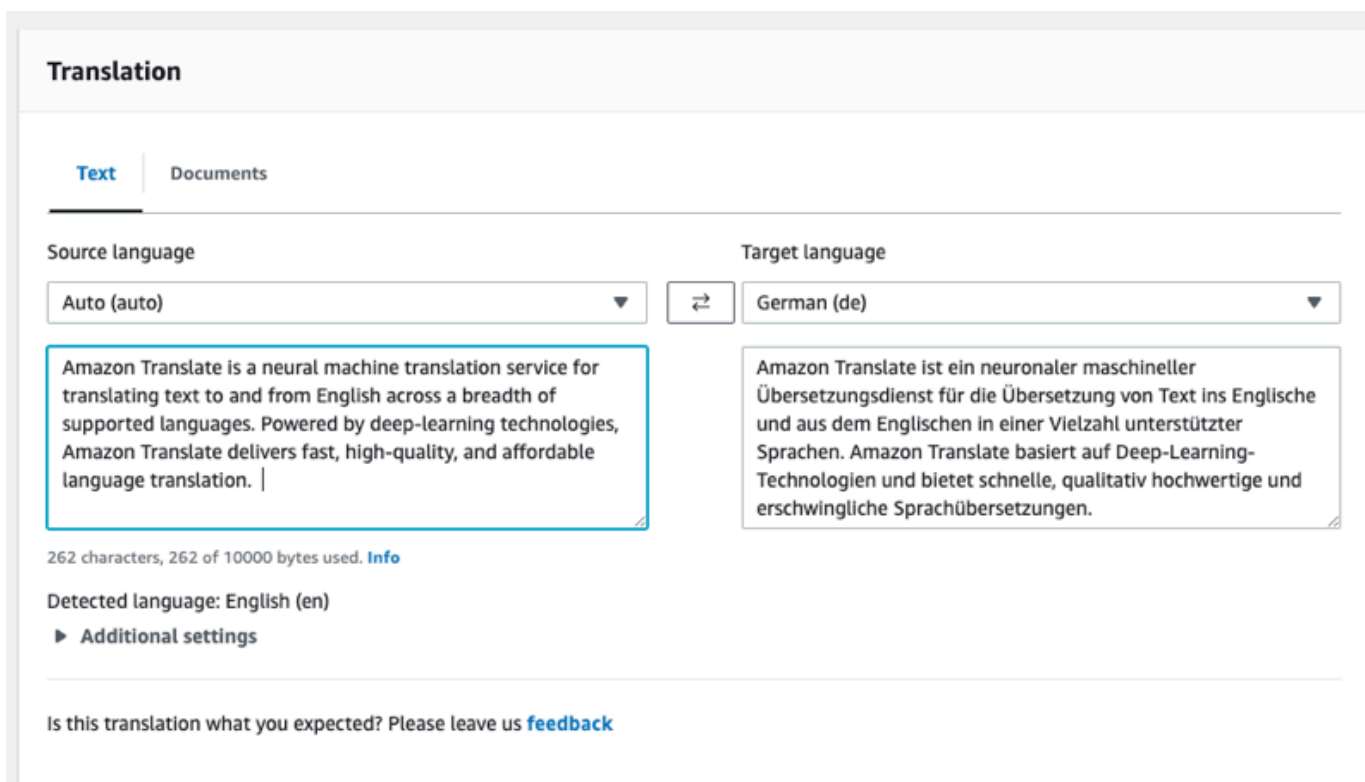 Translation
Text
Documents
Source language
Target language
Auto (auto)
German (de)
Amazon Translate is a neural machine translation service for
translating text to and from English across a breadth of
supported languages. Powered by deep-learning technologies,
Amazon Translate delivers fast, high-quality, and affordable
language translation.
Amazon Translate ist ein neuronaler maschineller
Übersetzungsdienst für die Übersetzung von Text ins Englische
und aus dem Englischen in einer Vielzahl unterstützter
Sprachen. Amazon Translate basiert auf Deep-Learning-
Technologien und bietet schnelle, qualitativ hochwertige und
erschwingliche Sprachübersetzungen.
262 characters, 262 of 10000 bytes used. Info
Detected language: English (en)
Additional settings
Is this translation what you expected? Please leave us feedback